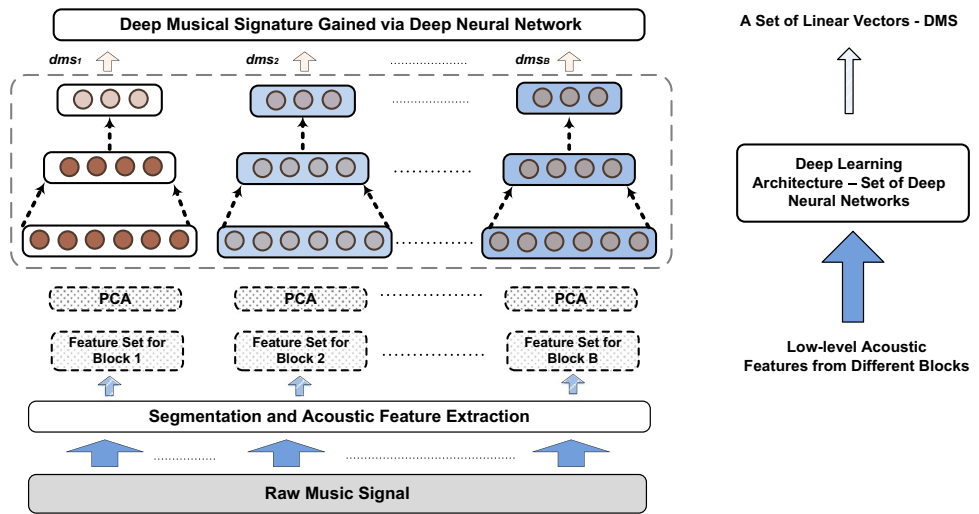 Deep Musical Signature Gained via Deep Neural Network
dms1
dms2
dmsB
PCA
PCA
PCA
Feature Set for
Block 1
Feature Set for
Block 2
Feature Set for
Block B
Segmentation and Acoustic Feature Extraction
Raw Music Signal
A Set of Linear Vectors - DMS
Deep Learning
Architecture – Set of Deep
Neural Networks
Low-level Acoustic
Features from Different Blocks